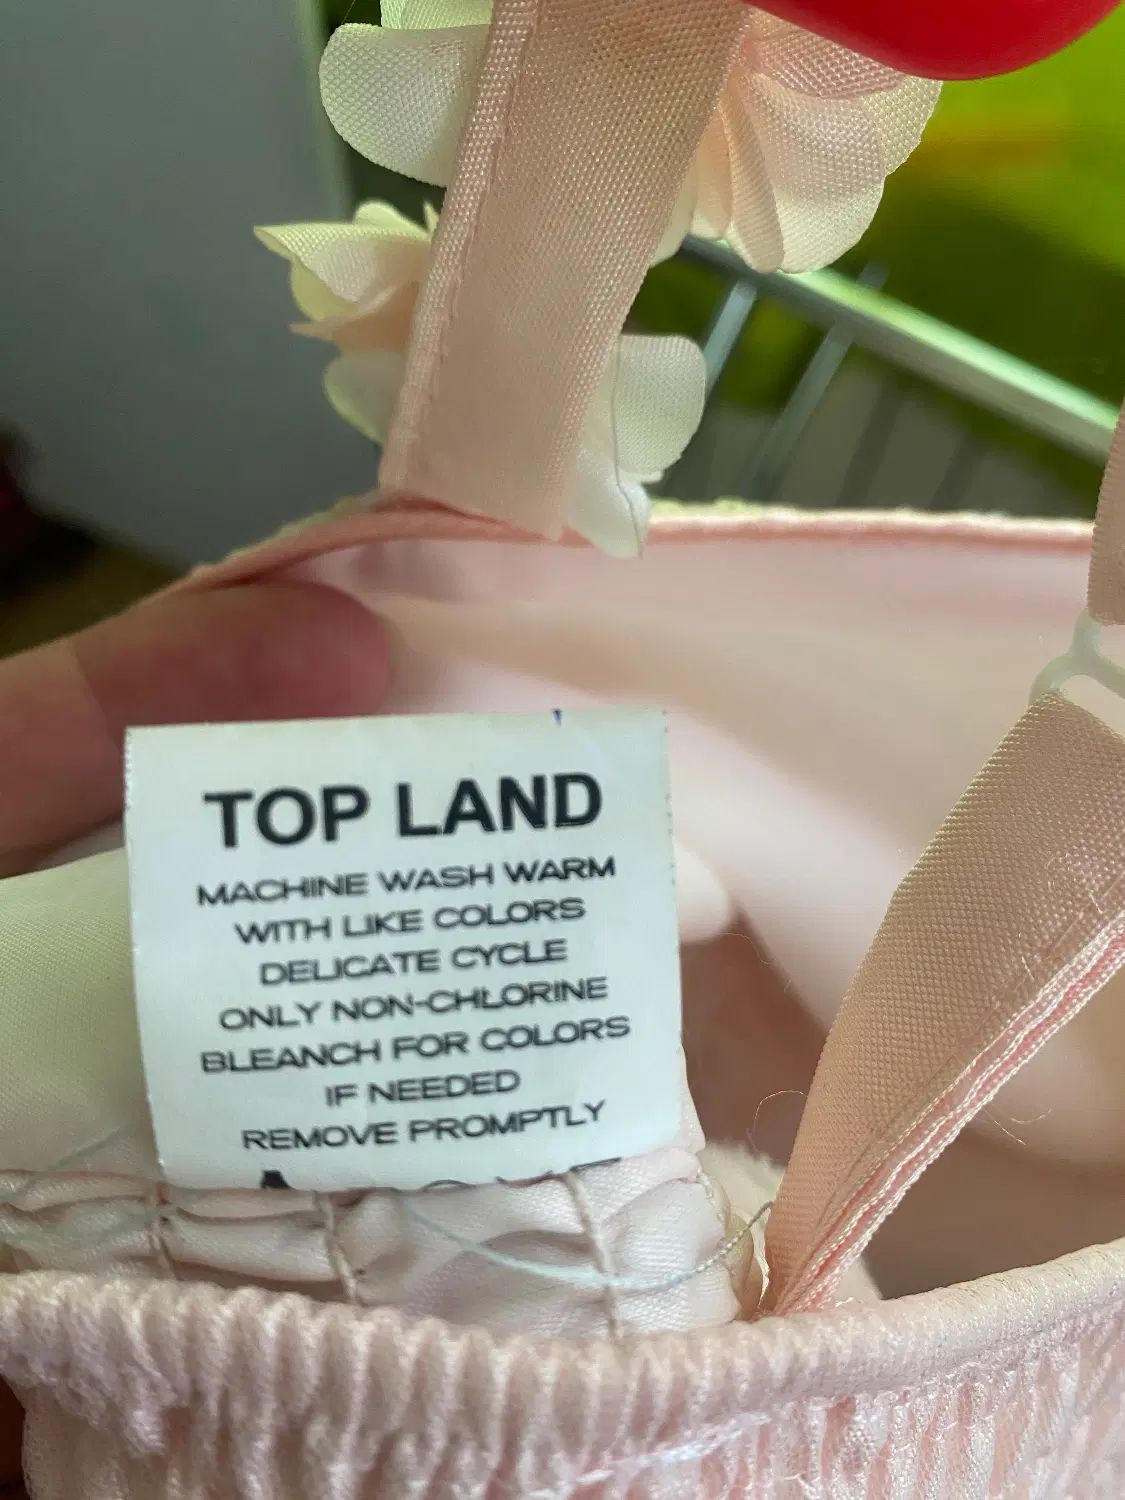 TOP LAND
MACHINE WASH WARM
WITH LIKE COLORS
DELICATE CYCLE
ONLY NON-CHLORINE
BLEANCH FOR COLORS
IF NEEDED
REMOVE PROMPTLY